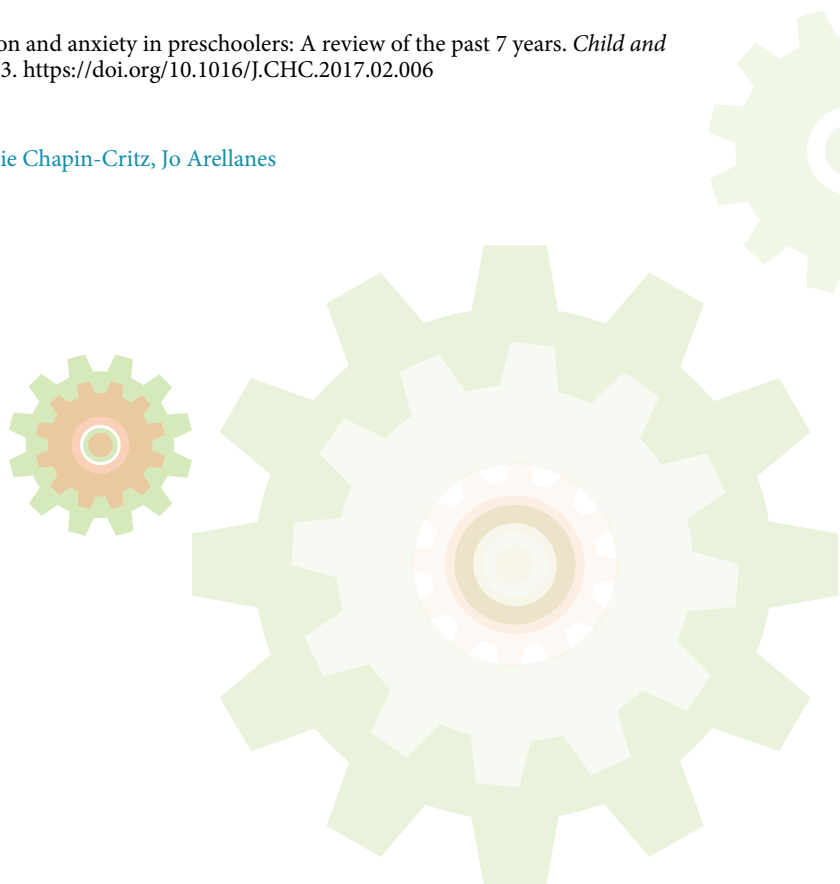 on and anxiety in preschoolers: A review of the past 7 years. Child and
3. https://doi.org/10.1016/J.CHC.2017.02.006
ie Chapin-Critz, Jo Arellanes